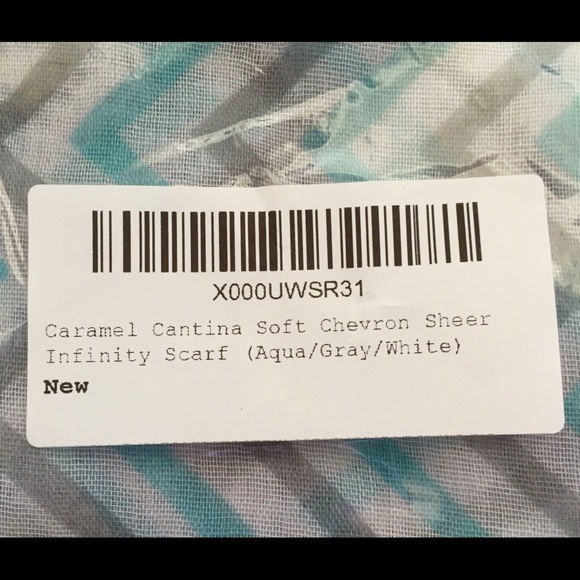 X000UWSR31
Caramel Cantina Soft Chevron Sheer
Infinity Scarf (Aqua/Gray/White)
New